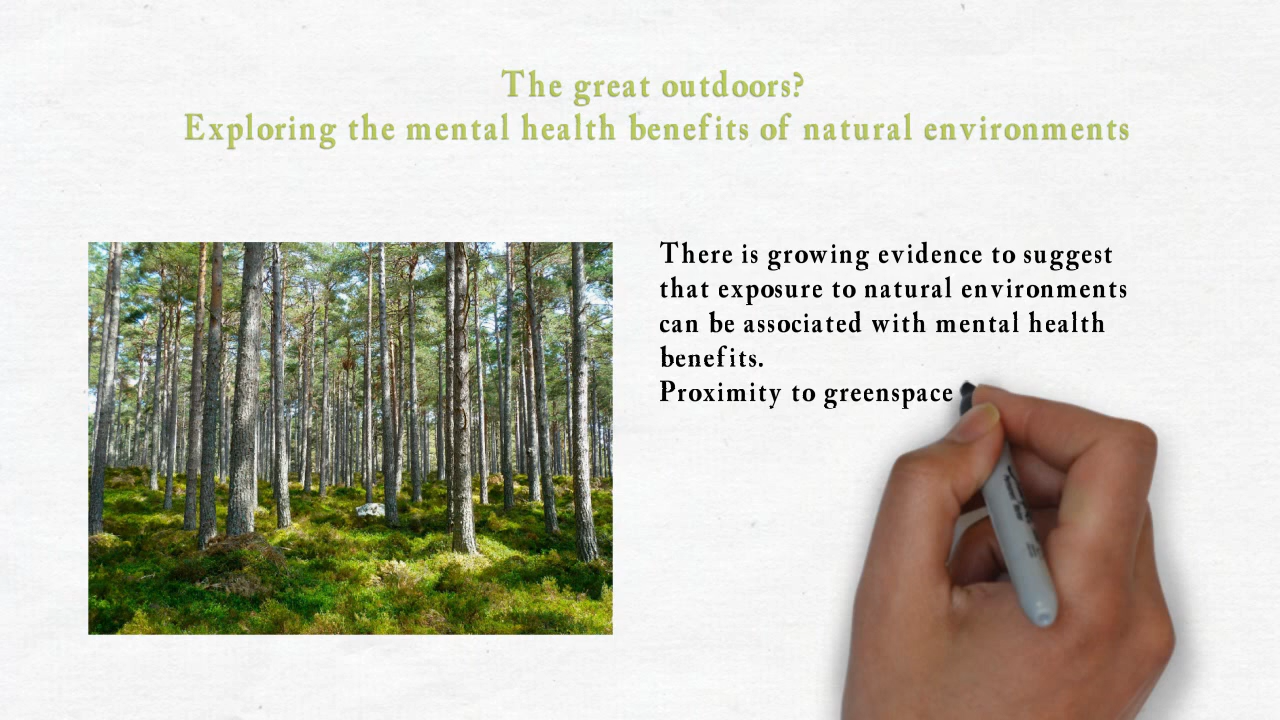 The great outdoors?
Exploring the mental health benefits of natural environments
There is growing evidence to suggest
that exposure to natural environments
can be associated with mental health
benefits.
Proximity to greenspace